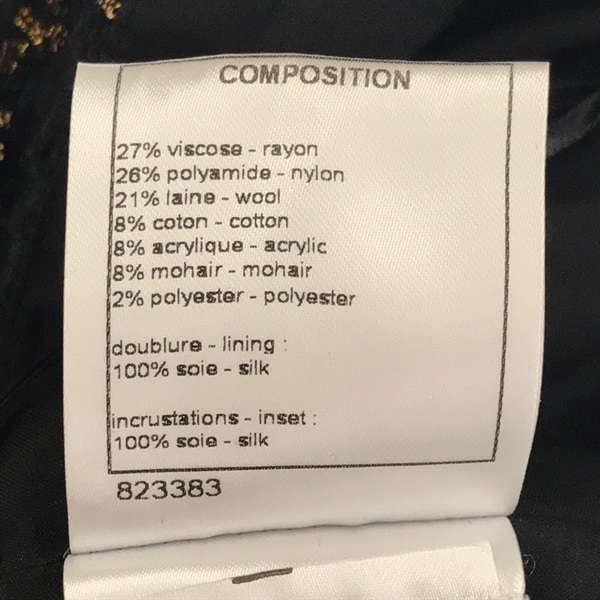 COMPOSITION
27% viscose - rayon
26% polyamide - nylon
21% laine - wool
8% coton - cotton
8% acrylique - acrylic
8% mohair - mohair
2% polyester - polyester
doublure - lining :
100% soie - silk
incrustations - inset :
100% soie - silk
823383